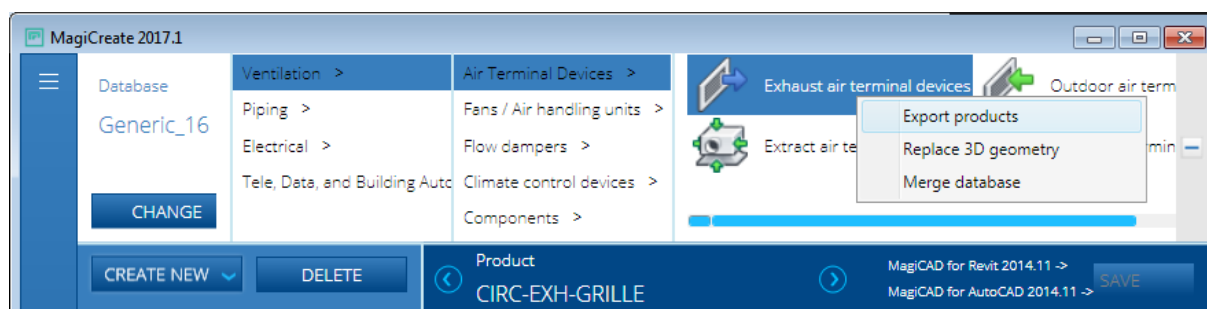 MagiCreate 2017.1
Database
Generic_16
CHANGE
Ventilation >
Piping >
Electrical >
Tele, Data, and Building Auto
Air Terminal Devices >
Fans / Air handling units >
Flow dampers >
Climate control devices >
Components >
Exhaust air terminal devices
Outdoor air term
Extract air te
min
Export products
Replace 3D geometry
Merge database
CREATE NEW
DELETE
Product
CIRC-EXH-GRILLE
MagiCAD for Revit 2014.11 ->
MagiCAD for AutoCAD 2014.11 ->
SAVE